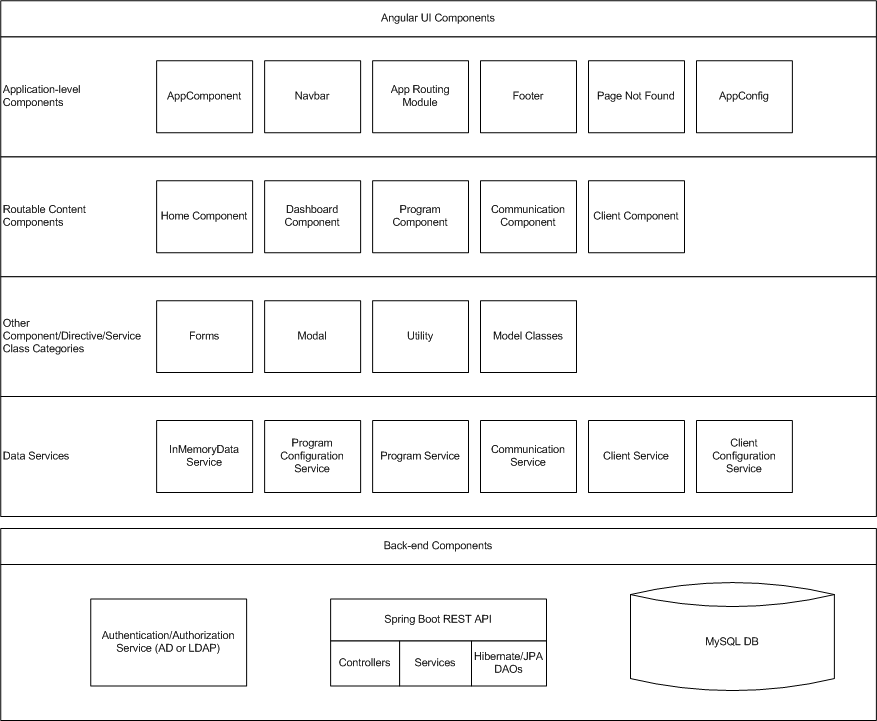 Angular UI Components
Application-level
Components
AppComponent
Navbar
App Routing
Module
Footer
Page Not Found
AppConfig
Routable Content
Components
Home Component
Dashboard
Component
Program
Component
Communication
Component
Client Component
Other
Component/Directive/Service
Class Categories
Forms
Modal
Utility
Model Classes
Data Services
InMemoryData
Service
Program
Configuration
Service
Program Service
Communication
Service
Client Service
Client
Configuration
Service
Back-end Components
Authentication/Authorization
Service (AD or LDAP)
Spring Boot REST API
Controllers
Services
Hibernate/JPA
DAOs
MySQL DB